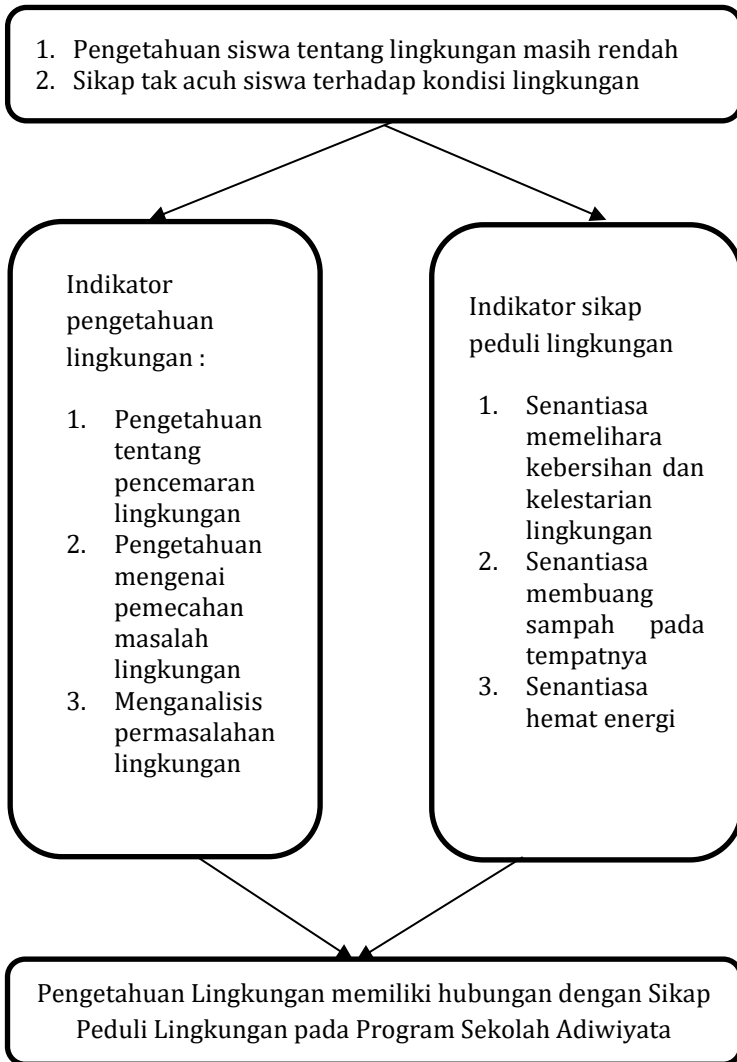 1. Pengetahuan siswa tentang lingkungan masih rendah
2. Sikap tak acuh siswa terhadap kondisi lingkungan
Indikator
pengetahuan
lingkungan :
1. Pengetahuan
tentang
pencemaran
lingkungan
2. Pengetahuan
mengenai
pemecahan
masalah
lingkungan
3. Menganalisis
permasalahan
lingkungan
Indikator sikap
peduli lingkungan
1. Senantiasa
memelihara
kebersihan dan
kelestarian
lingkungan
2. Senantiasa
membuang
sampah pada
tempatnya
3. Senantiasa
hemat energi
Pengetahuan Lingkungan memiliki hubungan dengan Sikap
Peduli Lingkungan pada Program Sekolah Adiwiyata